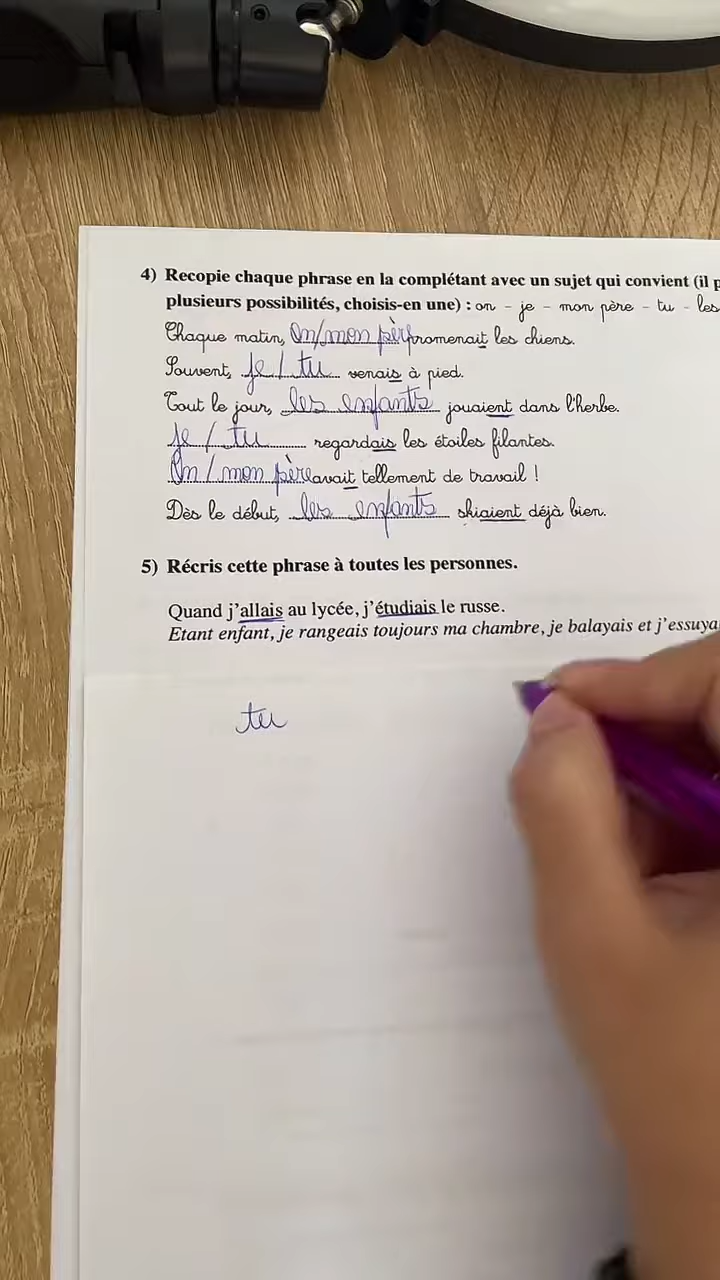 4) Recopie chaque phrase en la complétant avec un sujet qui convient (il p
plusieurs possibilités, choisis-en une) : on - je - mon père - tu - les
Chaque matin, On/mon père promenait les chiens.
Souvent, je / tu venais à pied.
Tout le jour, les enfants jouaient dans l'herbe.
je / tu regardais les étoiles filantes.
On / mon père avait tellement de travail !
Dès le début, les enfants skiaient déjà bien.
5) Récris cette phrase à toutes les personnes.
Quand j'allais au lycée, j'étudiais le russe.
Etant enfant, je rangeais toujours ma chambre, je balayais et j'essuya
tu